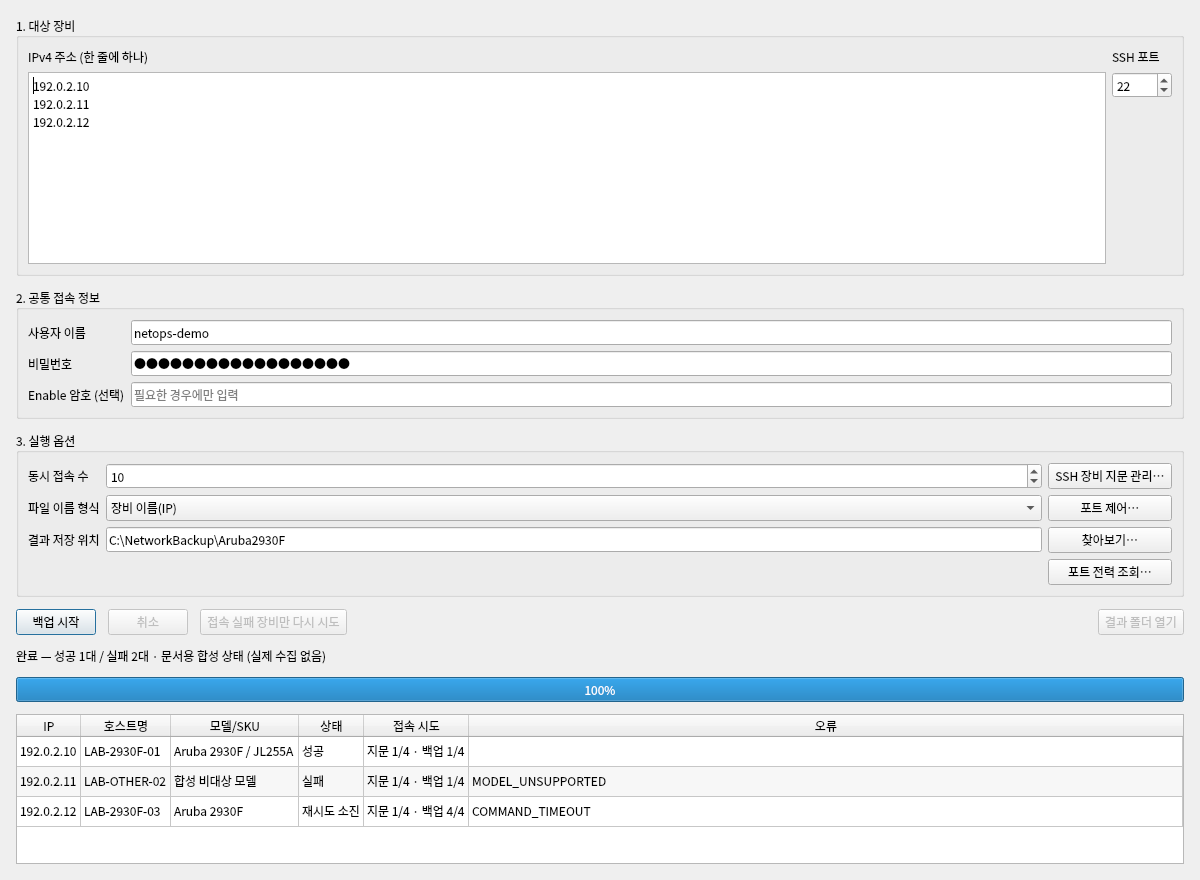 1. 대상 장비
IPv4 주소 (한 줄에 하나)
SSH 포트
192.0.2.10
192.0.2.11
192.0.2.12
22
2. 공통 접속 정보
사용자 이름
netops-demo
비밀번호
●●●●●●●●●●●●●●●●●●
Enable 암호 (선택)
필요한 경우에만 입력
3. 실행 옵션
동시 접속 수
10
SSH 장비 지문 관리…
파일 이름 형식
장비 이름(IP)
포트 제어…
결과 저장 위치
C:\NetworkBackup\Aruba2930F
찾아보기…
포트 전력 조회…
백업 시작
취소
접속 실패 장비만 다시 시도
결과 폴더 열기
완료 — 성공 1대 / 실패 2대 · 문서용 합성 상태 (실제 수집 없음)
100%
IP 호스트명 모델/SKU 상태 접속 시도 오류
192.0.2.10 LAB-2930F-01 Aruba 2930F / JL255A 성공 지문 1/4 · 백업 1/4
192.0.2.11 LAB-OTHER-02 합성 비대상 모델 실패 지문 1/4 · 백업 1/4 MODEL_UNSUPPORTED
192.0.2.12 LAB-2930F-03 Aruba 2930F 재시도 소진 지문 1/4 · 백업 4/4 COMMAND_TIMEOUT